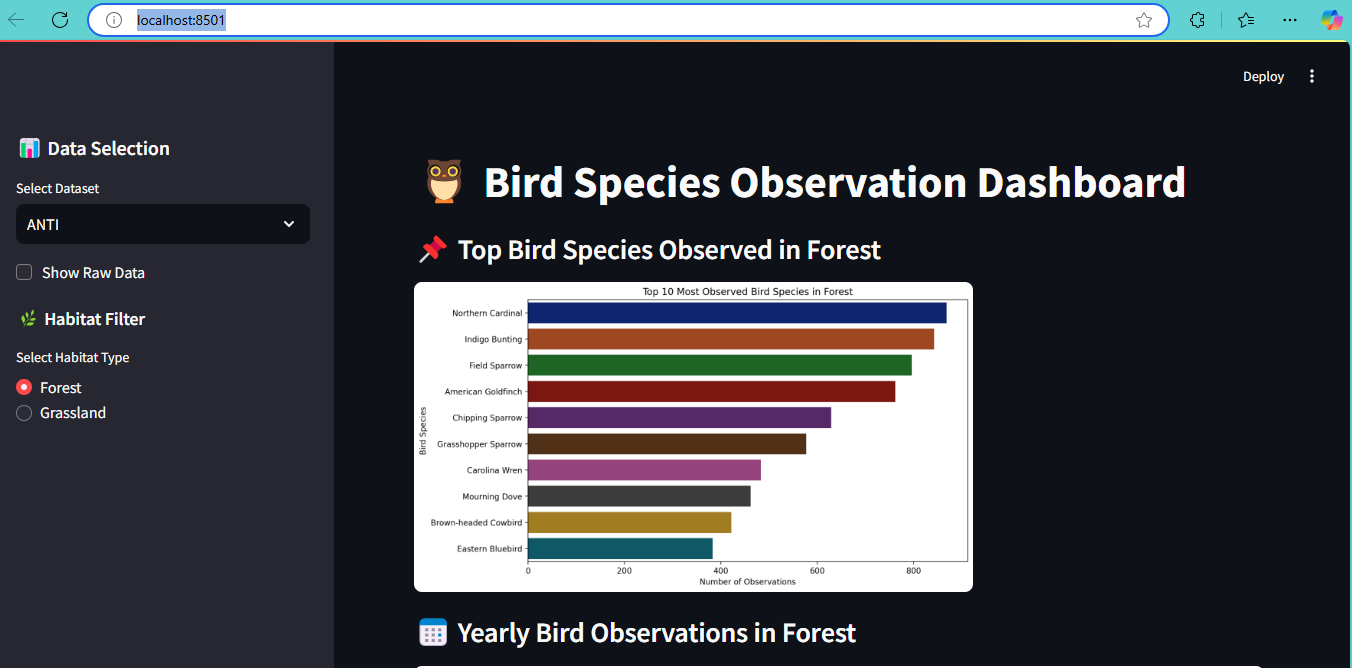 localhost:8501
Deploy
Data Selection
Select Dataset
ANTI
Show Raw Data
Habitat Filter
Select Habitat Type
Forest
Grassland
Bird Species Observation Dashboard
Top Bird Species Observed in Forest
Top 10 Most Observed Bird Species in Forest
Bird Species
Northern Cardinal
Indigo Bunting
Field Sparrow
American Goldfinch
Chipping Sparrow
Grasshopper Sparrow
Carolina Wren
Mourning Dove
Brown-headed Cowbird
Eastern Bluebird
0 200 400 600 800
Number of Observations
Yearly Bird Observations in Forest